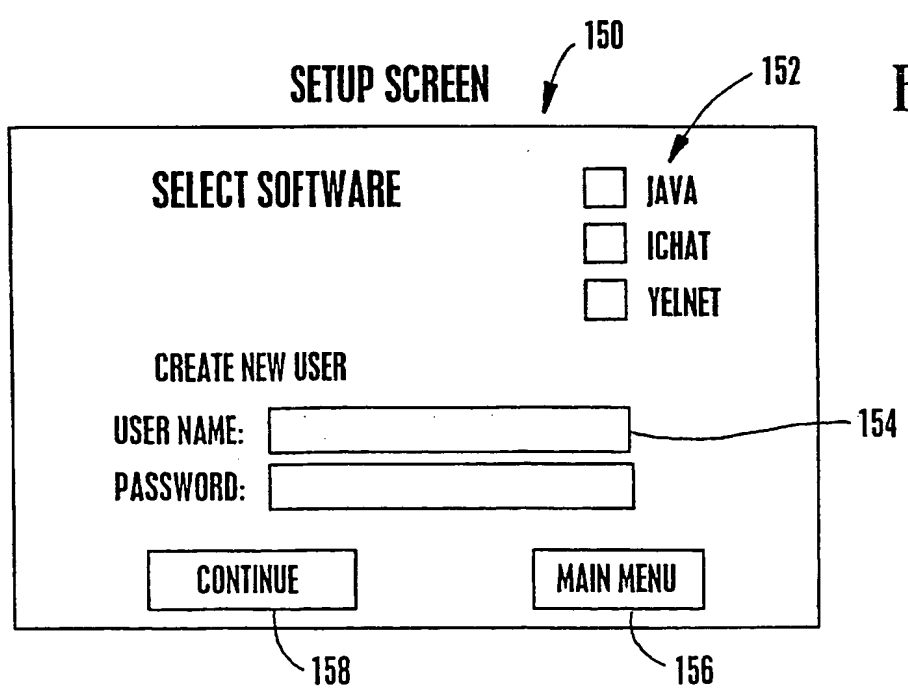 150
SETUP SCREEN
152
SELECT SOFTWARE
JAVA
ICHAT
YELNET
CREATE NEW USER
USER NAME:
154
PASSWORD:
CONTINUE
MAIN MENU
158
156